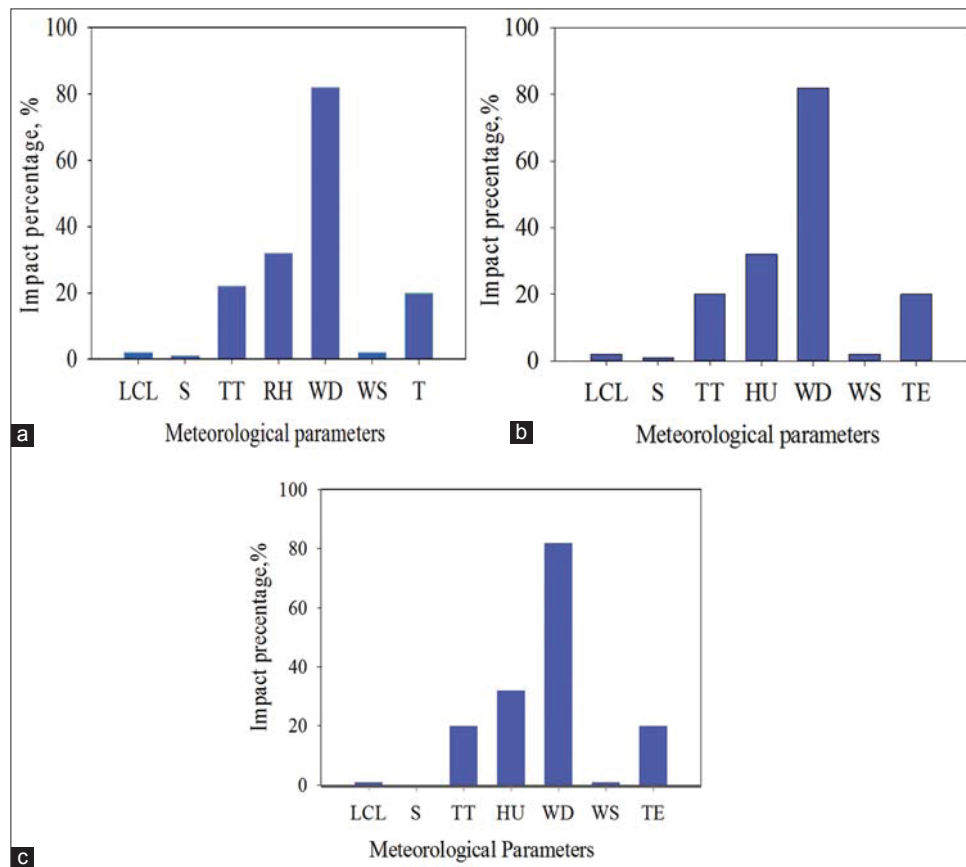 Impact percentage, %
100
80
60
40
20
0
LCL S TT RH WD WS T
Meteorological parameters
a
Impact precentage, %
100
80
60
40
20
0
LCL S TT HU WD WS TE
Meteorological parameters
b
Impact precentage,%
100
80
60
40
20
0
LCL S TT HU WD WS TE
Meteorological Parameters
c